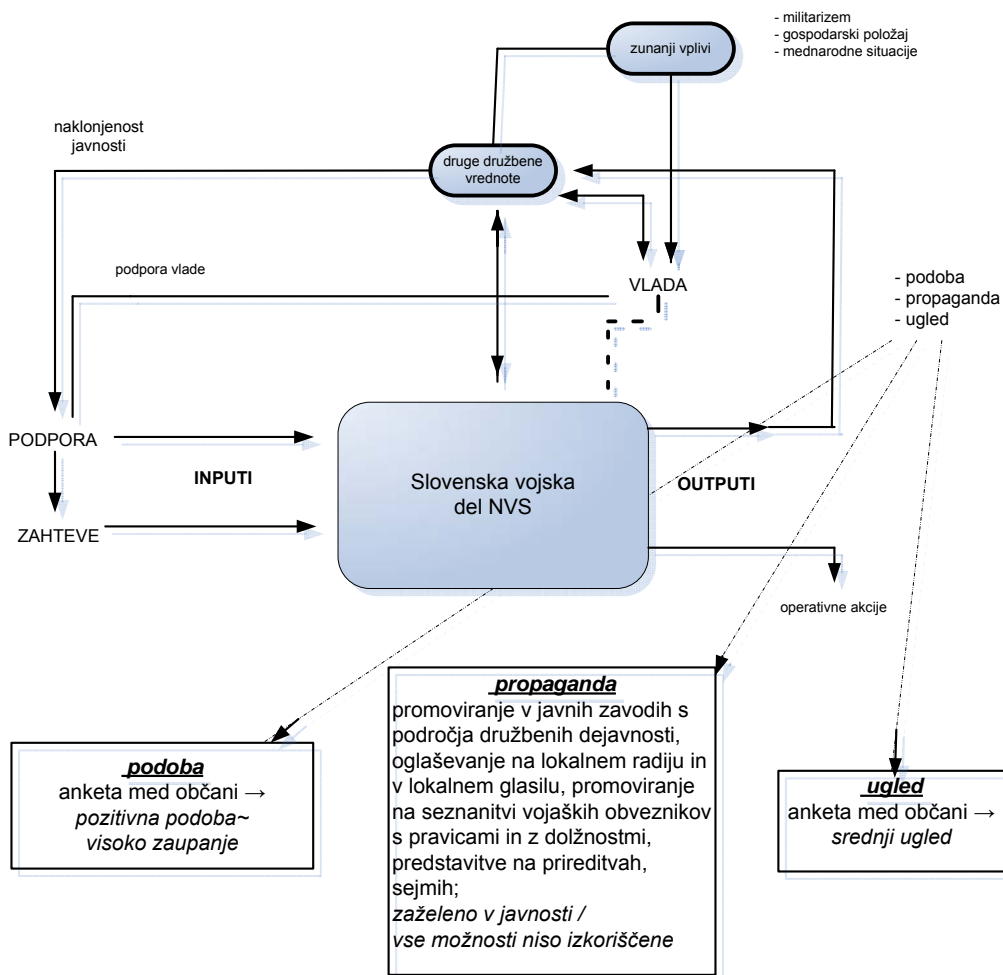 - militarizem
- gospodarski položaj
- mednarodne situacije
zunanji vplivi
naklonjenost
javnosti
druge družbene
vrednote
podpora vlade
VLADA
- podoba
- propaganda
- ugled
PODPORA
INPUTI
ZAHTEVE
Slovenska vojska
del NVS
OUTPUTI
operativne akcije
podoba
anketa med občani →
pozitivna podoba~
visoko zaupanje
propaganda
promoviranje v javnih zavodih s
področja družbenih dejavnosti,
oglaševanje na lokalnem radiju in
v lokalnem glasilu, promoviranje
na seznanitvi vojaških obveznikov
s pravicami in z dolžnostmi,
predstavitve na prireditvah,
sejmih;
zaželeno v javnosti /
vse možnosti niso izkoriščene
ugled
anketa med občani →
srednji ugled